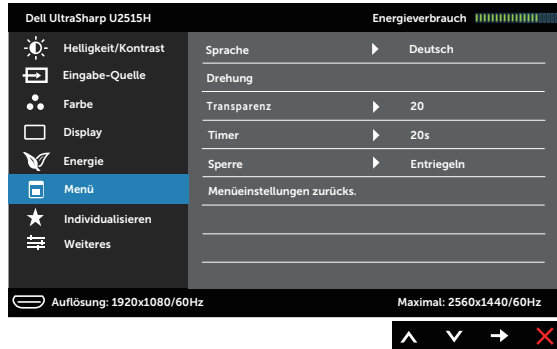 Dell UltraSharp U2515H Energieverbrauch
Helligkeit/Kontrast
Eingabe-Quelle
Farbe
Display
Energie
Menü
Individualisieren
Weiteres
Sprache Deutsch
Drehung
Transparenz 20
Timer 20s
Sperre Entriegeln
Menüeinstellungen zurücks.
Auflösung: 1920x1080/60Hz Maximal: 2560x1440/60Hz